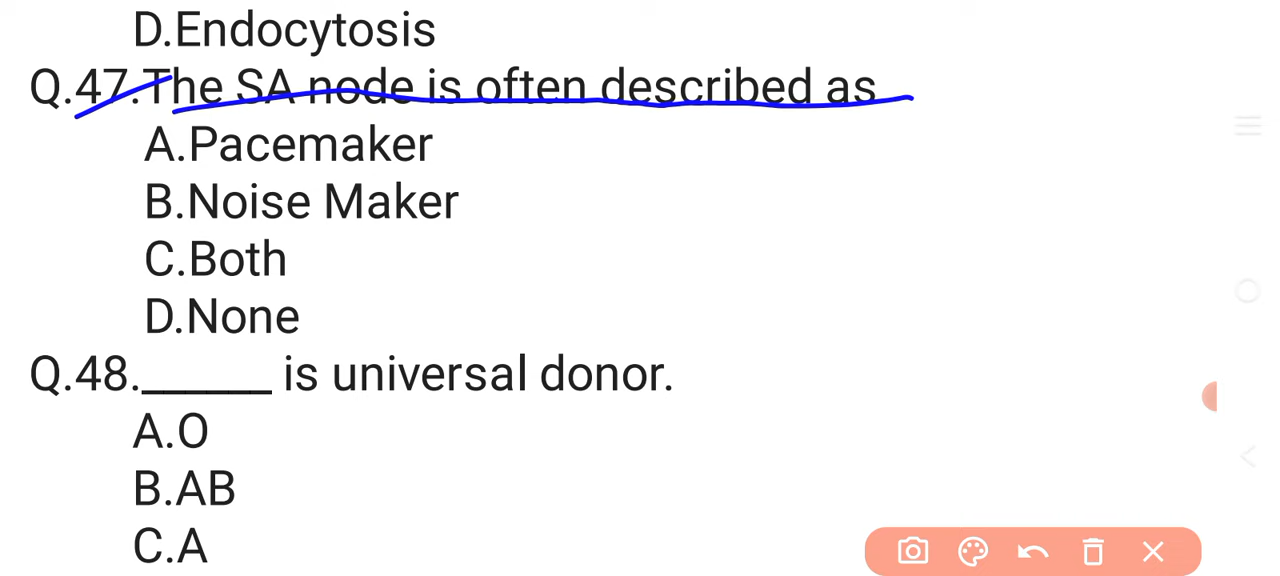 D.Endocytosis
Q.47.The SA node is often described as
A.Pacemaker
B.Noise Maker
C.Both
D.None
Q.48.______ is universal donor.
A.O
B.AB
C.A